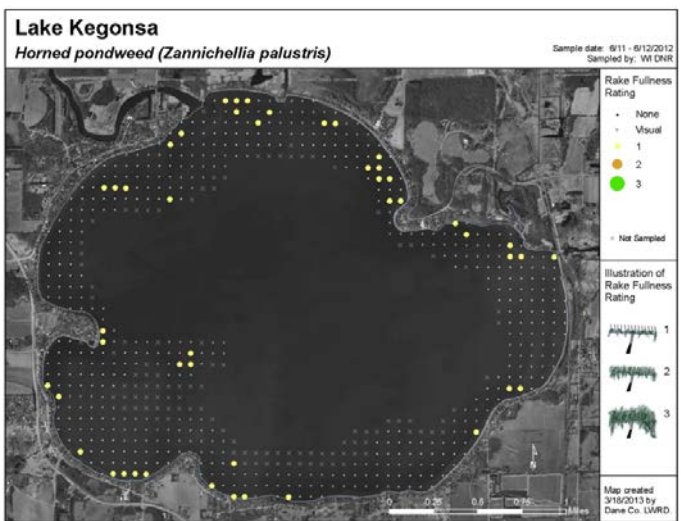 Lake Kegonsa
Horned pondweed (Zannichellia palustris)
Sample date: 6/11 - 6/12/2012
Sampled by: WI DNR
Rake Fullness
Rating
None
Visual
1
2
3
Not Sampled
Illustration of
Rake Fullness
Rating
1
2
3
N
0 0.25 0.5 0.75 1
Miles
Map created
3/18/2013 by
Dane Co. LWRD.